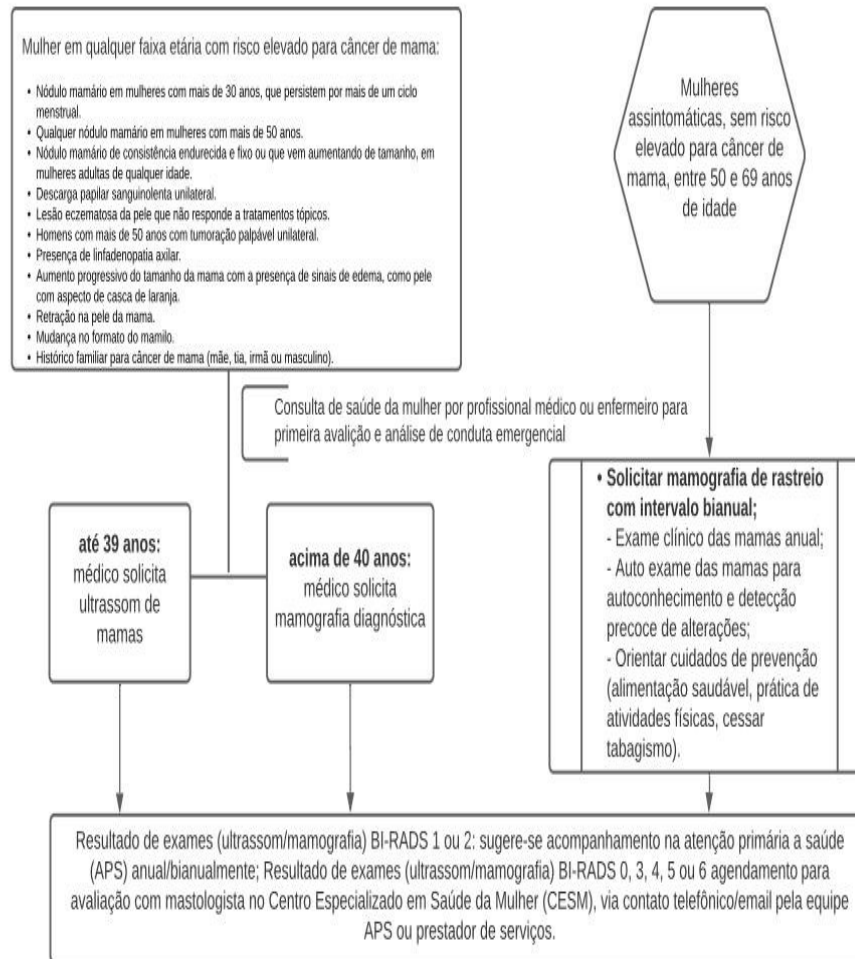 Mulher em qualquer faixa etária com risco elevado para câncer de mama:
• Nódulo mamário em mulheres com mais de 30 anos, que persistem por mais de um ciclo
menstrual.
• Qualquer nódulo mamário em mulheres com mais de 50 anos.
• Nódulo mamário de consistência endurecida e fixo ou que vem aumentando de tamanho, em
mulheres adultas de qualquer idade.
• Descarga papilar sanguinolenta unilateral.
• Lesão eczematosa da pele que não responde a tratamentos tópicos.
• Homens com mais de 50 anos com tumoração palpável unilateral.
• Presença de linfadenopatia axilar.
• Aumento progressivo do tamanho da mama com a presença de sinais de edema, como pele
com aspecto de casca de laranja.
• Retração na pele da mama.
• Mudança no formato do mamilo.
• Histórico familiar para câncer de mama (mãe, tia, irmã ou masculino).
Mulheres
assintomáticas, sem risco
elevado para câncer de
mama, entre 50 e 69 anos
de idade
Consulta de saúde da mulher por profissional médico ou enfermeiro para
primeira avalição e análise de conduta emergencial
até 39 anos:
médico solicita
ultrassom de
mamas
acima de 40 anos:
médico solicita
mamografia diagnóstica
• Solicitar mamografia de rastreio
com intervalo bianual;
- Exame clínico das mamas anual;
- Auto exame das mamas para
autoconhecimento e detecção
precoce de alterações;
- Orientar cuidados de prevenção
(alimentação saudável, prática de
atividades físicas, cessar
tabagismo).
Resultado de exames (ultrassom/mamografia) BI-RADS 1 ou 2: sugere-se acompanhamento na atenção primária a saúde
(APS) anual/bianualmente; Resultado de exames (ultrassom/mamografia) BI-RADS 0, 3, 4, 5 ou 6 agendamento para
avaliação com mastologista no Centro Especializado em Saúde da Mulher (CESM), via contato telefônico/email pela equipe
APS ou prestador de serviços.